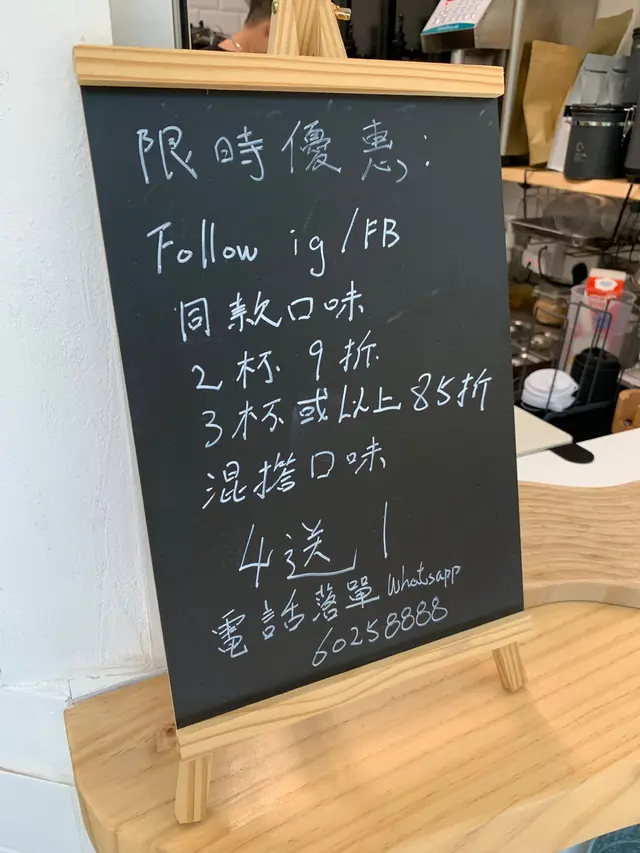 限時優惠:
Follow ig/FB
同款口味
2杯 9折
3杯或以上 85折
混搭口味
4送1
電話落單 Whatsapp
60258888